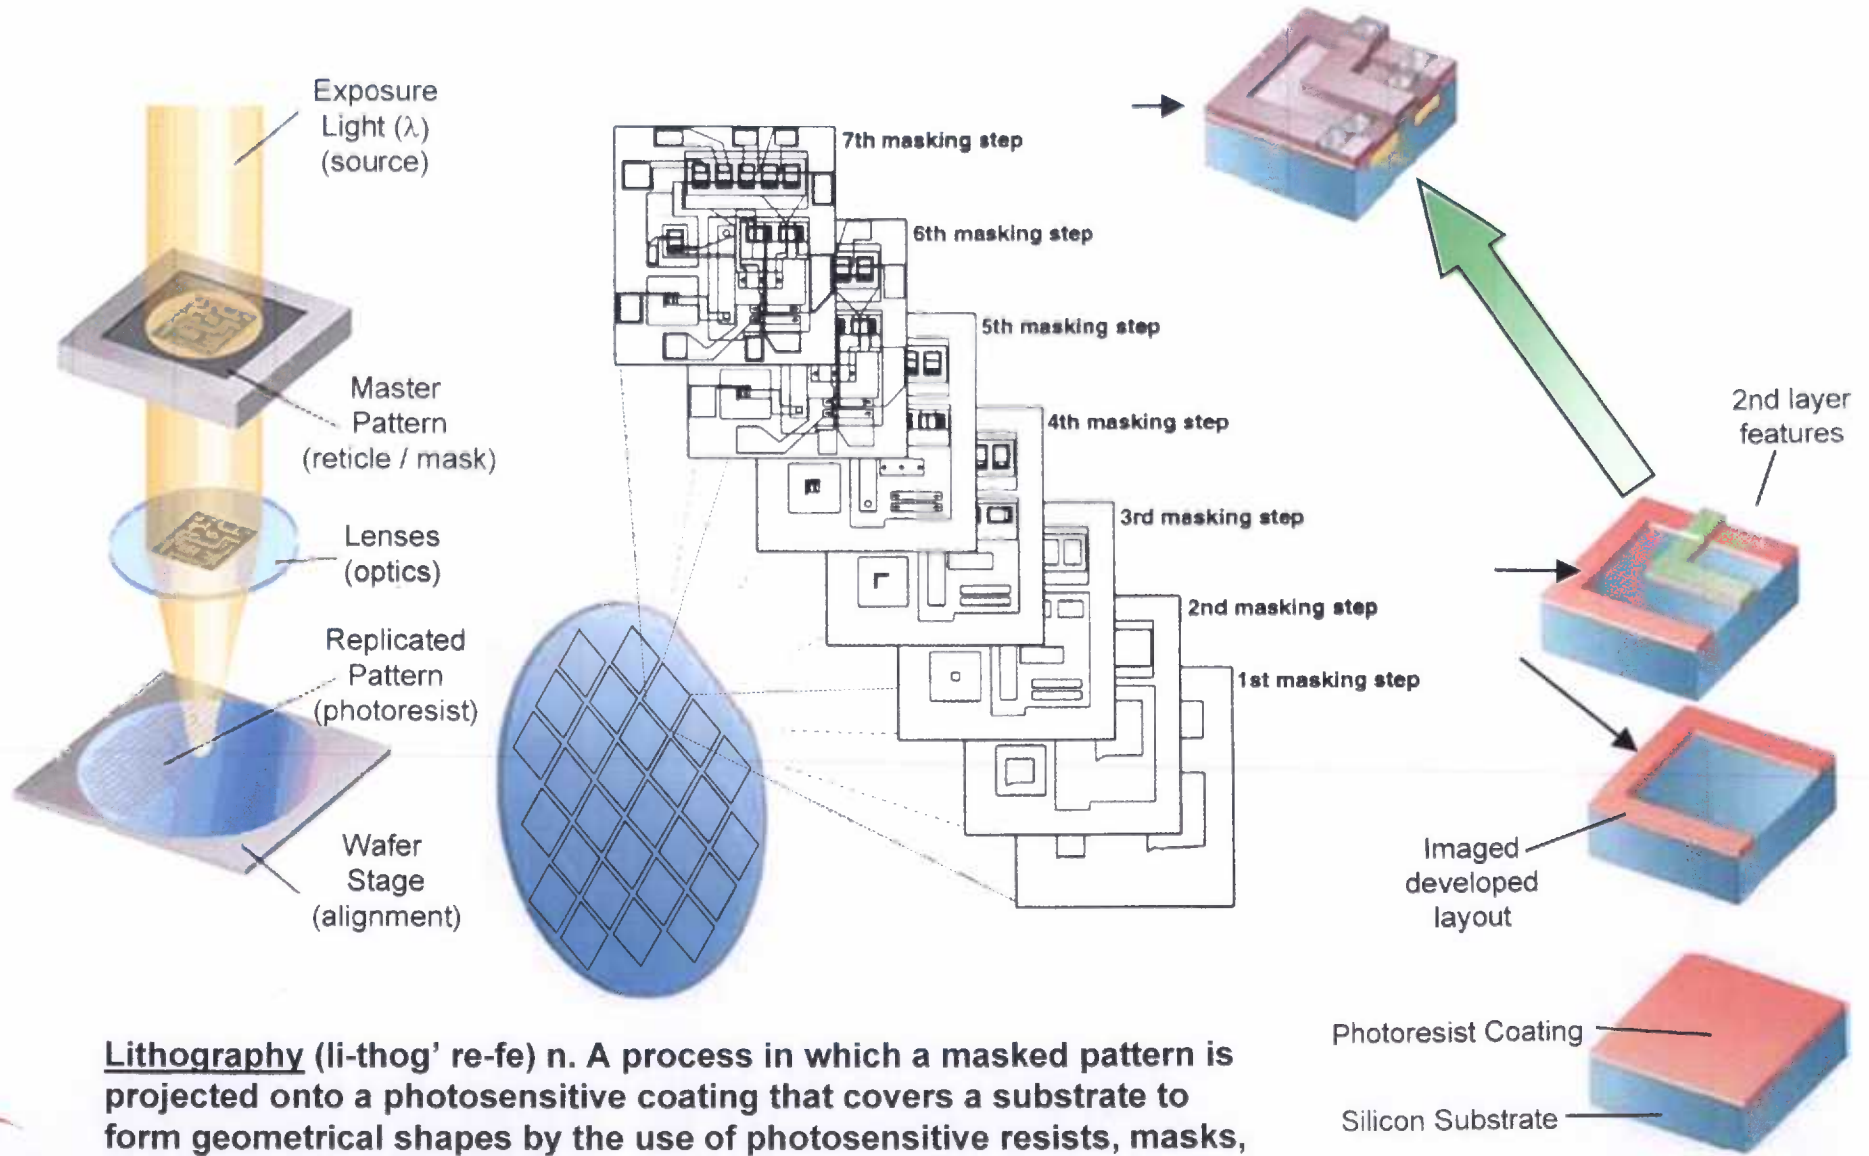 Exposure
Light (λ)
(source)
Master
Pattern
(reticle / mask)
Lenses
(optics)
Replicated
Pattern
(photoresist)
Wafer
Stage
(alignment)
7th masking step
6th masking step
5th masking step
4th masking step
3rd masking step
2nd masking step
1st masking step
2nd layer
features
Imaged
developed
layout
Photoresist Coating
Silicon Substrate
Lithography (li-thog' re-fe) n. A process in which a masked pattern is
projected onto a photosensitive coating that covers a substrate to
form geometrical shapes by the use of photosensitive resists, masks,